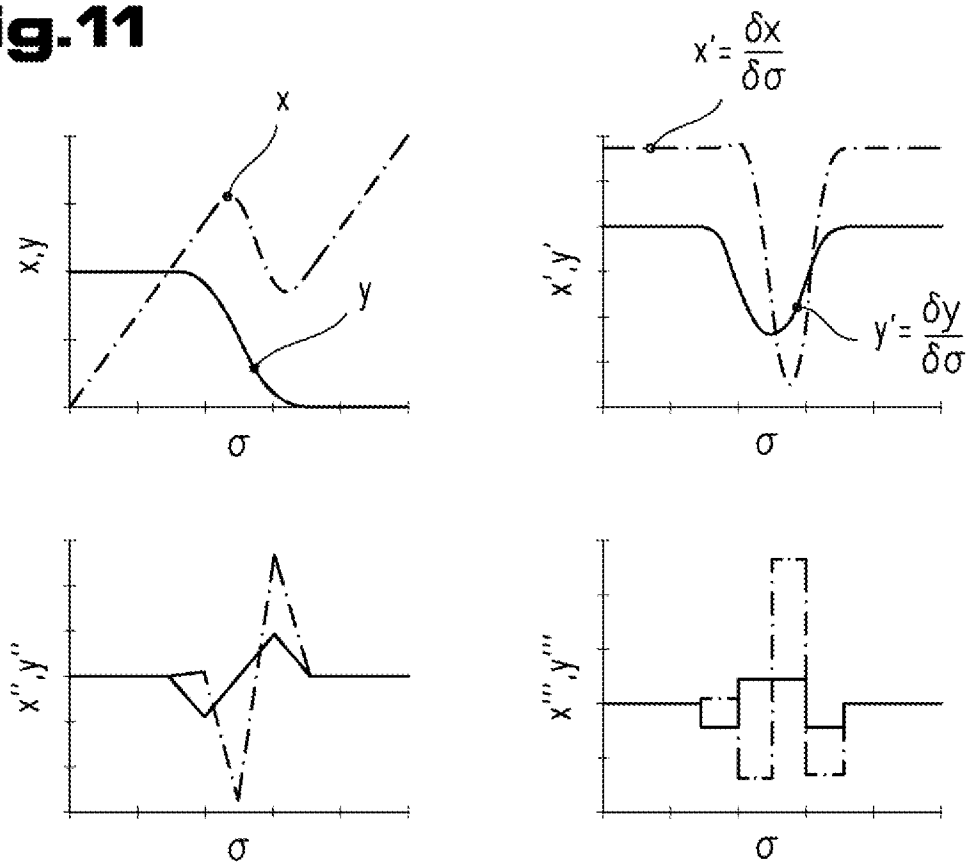 ig.11
x
y
x,y
σ
x' = δx/δσ
x',y'
y' = δy/δσ
σ
x'',y''
σ
x''',y'''
σ